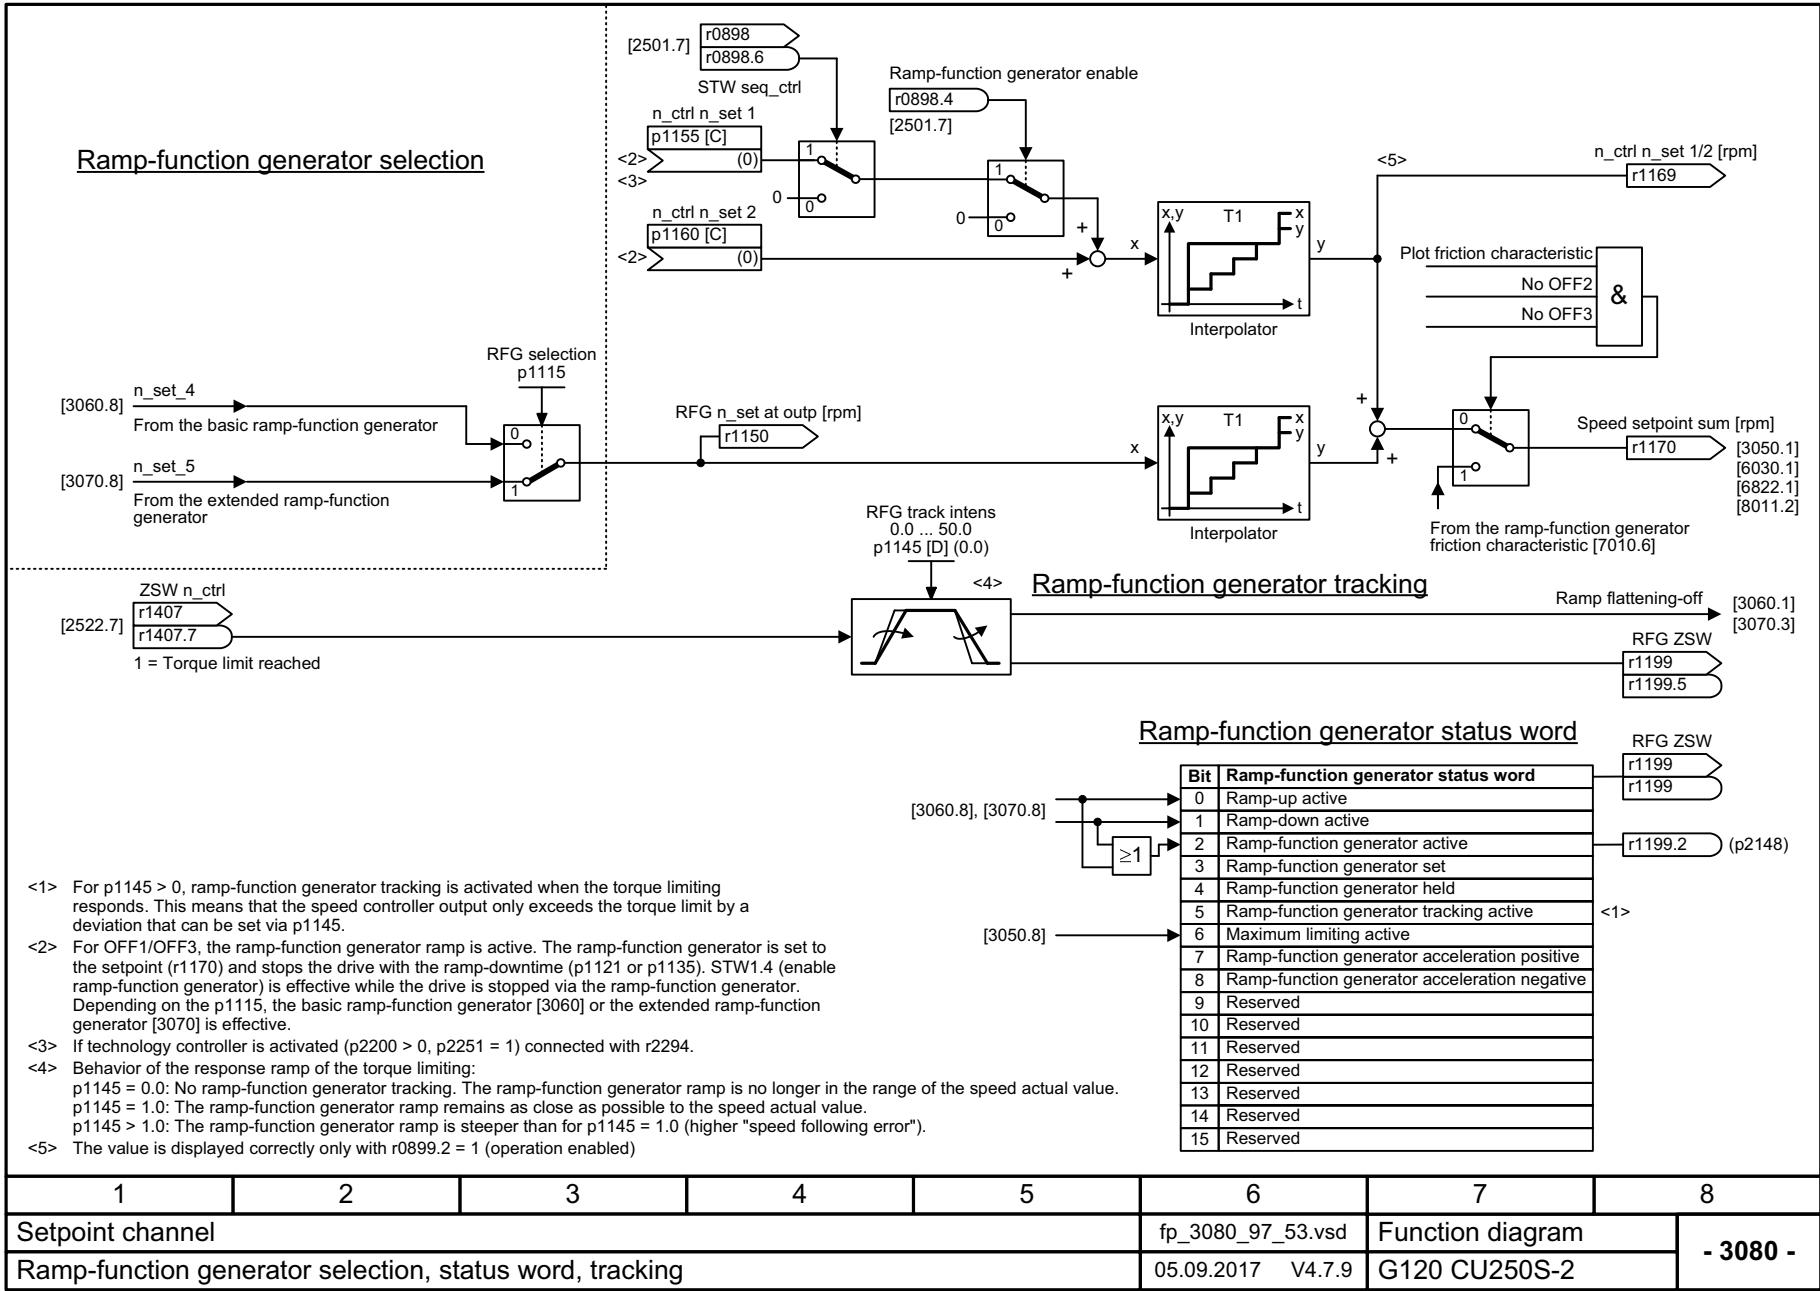 Ramp-function generator selection
[2501.7]
r0898
r0898.6
STW seq_ctrl
Ramp-function generator enable
r0898.4
[2501.7]
n_ctrl n_set 1
p1155 [C]
<2>
(0)
<3>
1
0
0
1
0
0
n_ctrl n_set 2
p1160 [C]
<2>
(0)
+
+
x
x,y
T1
x
y
t
y
Interpolator
<5>
n_ctrl n_set 1/2 [rpm]
r1169
Plot friction characteristic
No OFF2
No OFF3
&
RFG selection
p1115
[3060.8]
n_set_4
From the basic ramp-function generator
0
[3070.8]
n_set_5
From the extended ramp-function
generator
1
RFG n_set at outp [rpm]
r1150
x
x,y
T1
x
y
t
y
Interpolator
+
+
0
1
Speed setpoint sum [rpm]
r1170
[3050.1]
[6030.1]
[6822.1]
[8011.2]
From the ramp-function generator
friction characteristic [7010.6]
RFG track intens
0.0 ... 50.0
p1145 [D] (0.0)
<4>
Ramp-function generator tracking
ZSW n_ctrl
[2522.7]
r1407
r1407.7
1 = Torque limit reached
Ramp flattening-off
[3060.1]
[3070.3]
RFG ZSW
r1199
r1199.5
Ramp-function generator status word
RFG ZSW
r1199
r1199
Bit Ramp-function generator status word
[3060.8], [3070.8]
0 Ramp-up active
1 Ramp-down active
2 Ramp-function generator active
r1199.2
(p2148)
≥1
3 Ramp-function generator set
4 Ramp-function generator held
5 Ramp-function generator tracking active
<1>
[3050.8]
6 Maximum limiting active
7 Ramp-function generator acceleration positive
8 Ramp-function generator acceleration negative
9 Reserved
10 Reserved
11 Reserved
12 Reserved
13 Reserved
14 Reserved
15 Reserved
<1> For p1145 > 0, ramp-function generator tracking is activated when the torque limiting
responds. This means that the speed controller output only exceeds the torque limit by a
deviation that can be set via p1145.
<2> For OFF1/OFF3, the ramp-function generator ramp is active. The ramp-function generator is set to
the setpoint (r1170) and stops the drive with the ramp-downtime (p1121 or p1135). STW1.4 (enable
ramp-function generator) is effective while the drive is stopped via the ramp-function generator.
Depending on the p1115, the basic ramp-function generator [3060] or the extended ramp-function
generator [3070] is effective.
<3> If technology controller is activated (p2200 > 0, p2251 = 1) connected with r2294.
<4> Behavior of the response ramp of the torque limiting:
p1145 = 0.0: No ramp-function generator tracking. The ramp-function generator ramp is no longer in the range of the speed actual value.
p1145 = 1.0: The ramp-function generator ramp remains as close as possible to the speed actual value.
p1145 > 1.0: The ramp-function generator ramp is steeper than for p1145 = 1.0 (higher "speed following error").
<5> The value is displayed correctly only with r0899.2 = 1 (operation enabled)
1 2 3 4 5 6 7 8
Setpoint channel
fp_3080_97_53.vsd
Function diagram
- 3080 -
Ramp-function generator selection, status word, tracking
05.09.2017 V4.7.9
G120 CU250S-2